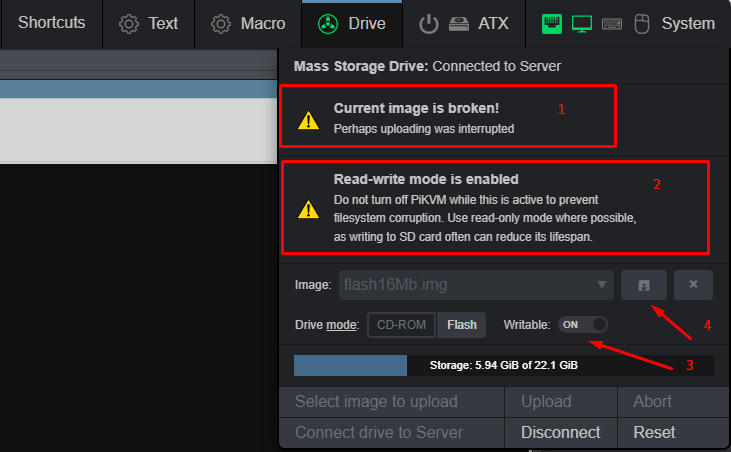 Shortcuts Text Macro Drive ATX System
Mass Storage Drive: Connected to Server
Current image is broken! 1
Perhaps uploading was interrupted
Read-write mode is enabled 2
Do not turn off PiKVM while this is active to prevent
filesystem corruption. Use read-only mode where possible,
as writing to SD card often can reduce its lifespan.
Image: flash16Mb.img ×
4
Drive mode: CD-ROM Flash Writable: ON
3
Storage: 5.94 GiB of 22.1 GiB
Select image to upload Upload Abort
Connect drive to Server Disconnect Reset